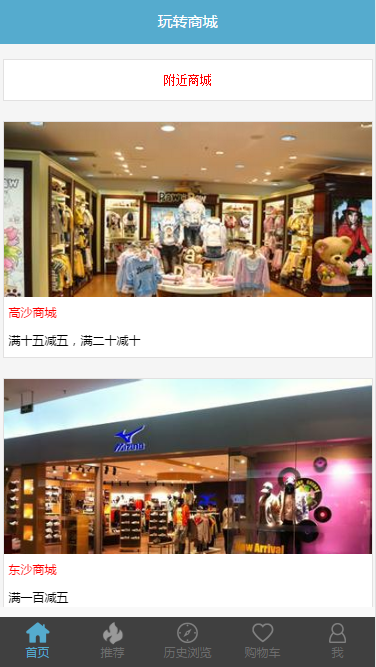 玩转商城
附近商城
高沙商城
满十五减五，满二十减十
MIZUNO
New Arrival
东沙商城
满一百减五
首页
推荐
历史浏览
购物车
我